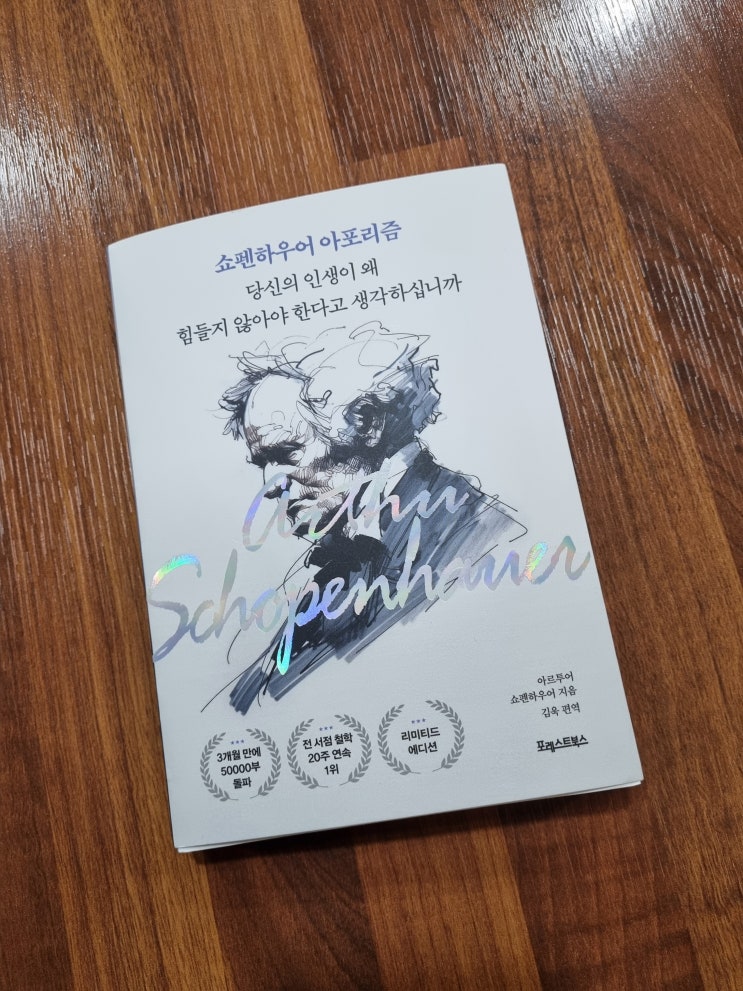 쇼펜하우어 아포리즘
당신의 인생이 왜
힘들지 않아야 한다고 생각하십니까
Arthur
Schopenhauer
아르투어
쇼펜하우어 지음
김욱 편역
3개월 만에
50000부
돌파
전 서점 철학
20주 연속
1위
리미티드
에디션
포레스트북스